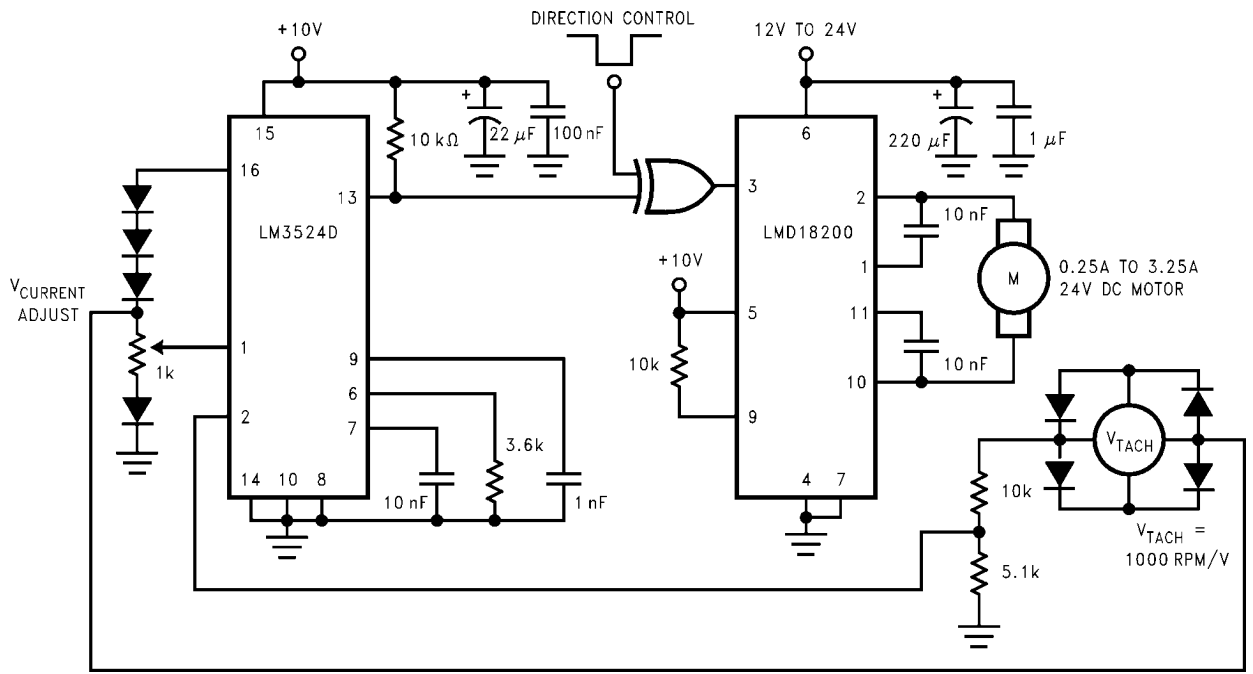 DIRECTION CONTROL
+10V
12V TO 24V
15
10 kΩ
+
22 μF
100 nF
6
+
220 μF
1 μF
16
13
3
2
10 nF
LM3524D
LMD18200
+10V
1
M
0.25A TO 3.25A
24V DC MOTOR
V CURRENT
ADJUST
5
11
1
1k
9
10k
10 nF
6
10
2
9
7
3.6k
VTACH
14
10
8
10 nF
1 nF
4
7
10k
VTACH =
1000 RPM/V
5.1k